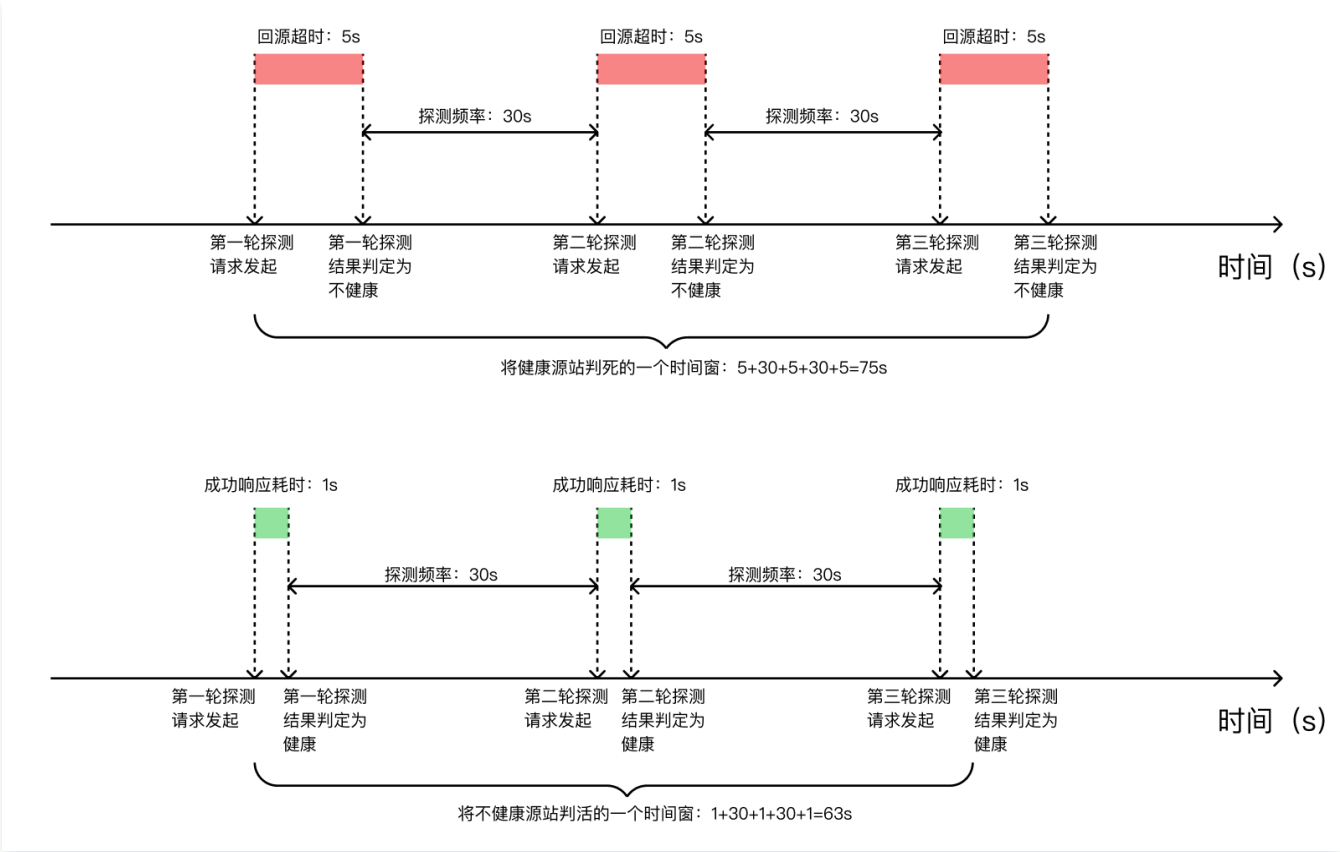 回源超时：5s
回源超时：5s
回源超时：5s
探测频率：30s
探测频率：30s
第一轮探测
请求发起
第一轮探测
结果判定为
不健康
第二轮探测
请求发起
第二轮探测
结果判定为
不健康
第三轮探测
请求发起
第三轮探测
结果判定为
不健康
时间（s）
将健康源站判死的一个时间窗：5+30+5+30+5=75s
成功响应耗时：1s
成功响应耗时：1s
成功响应耗时：1s
探测频率：30s
探测频率：30s
第一轮探测
请求发起
第一轮探测
结果判定为
健康
第二轮探测
请求发起
第二轮探测
结果判定为
健康
第三轮探测
请求发起
第三轮探测
结果判定为
健康
时间（s）
将不健康源站判活的一个时间窗：1+30+1+30+1=63s